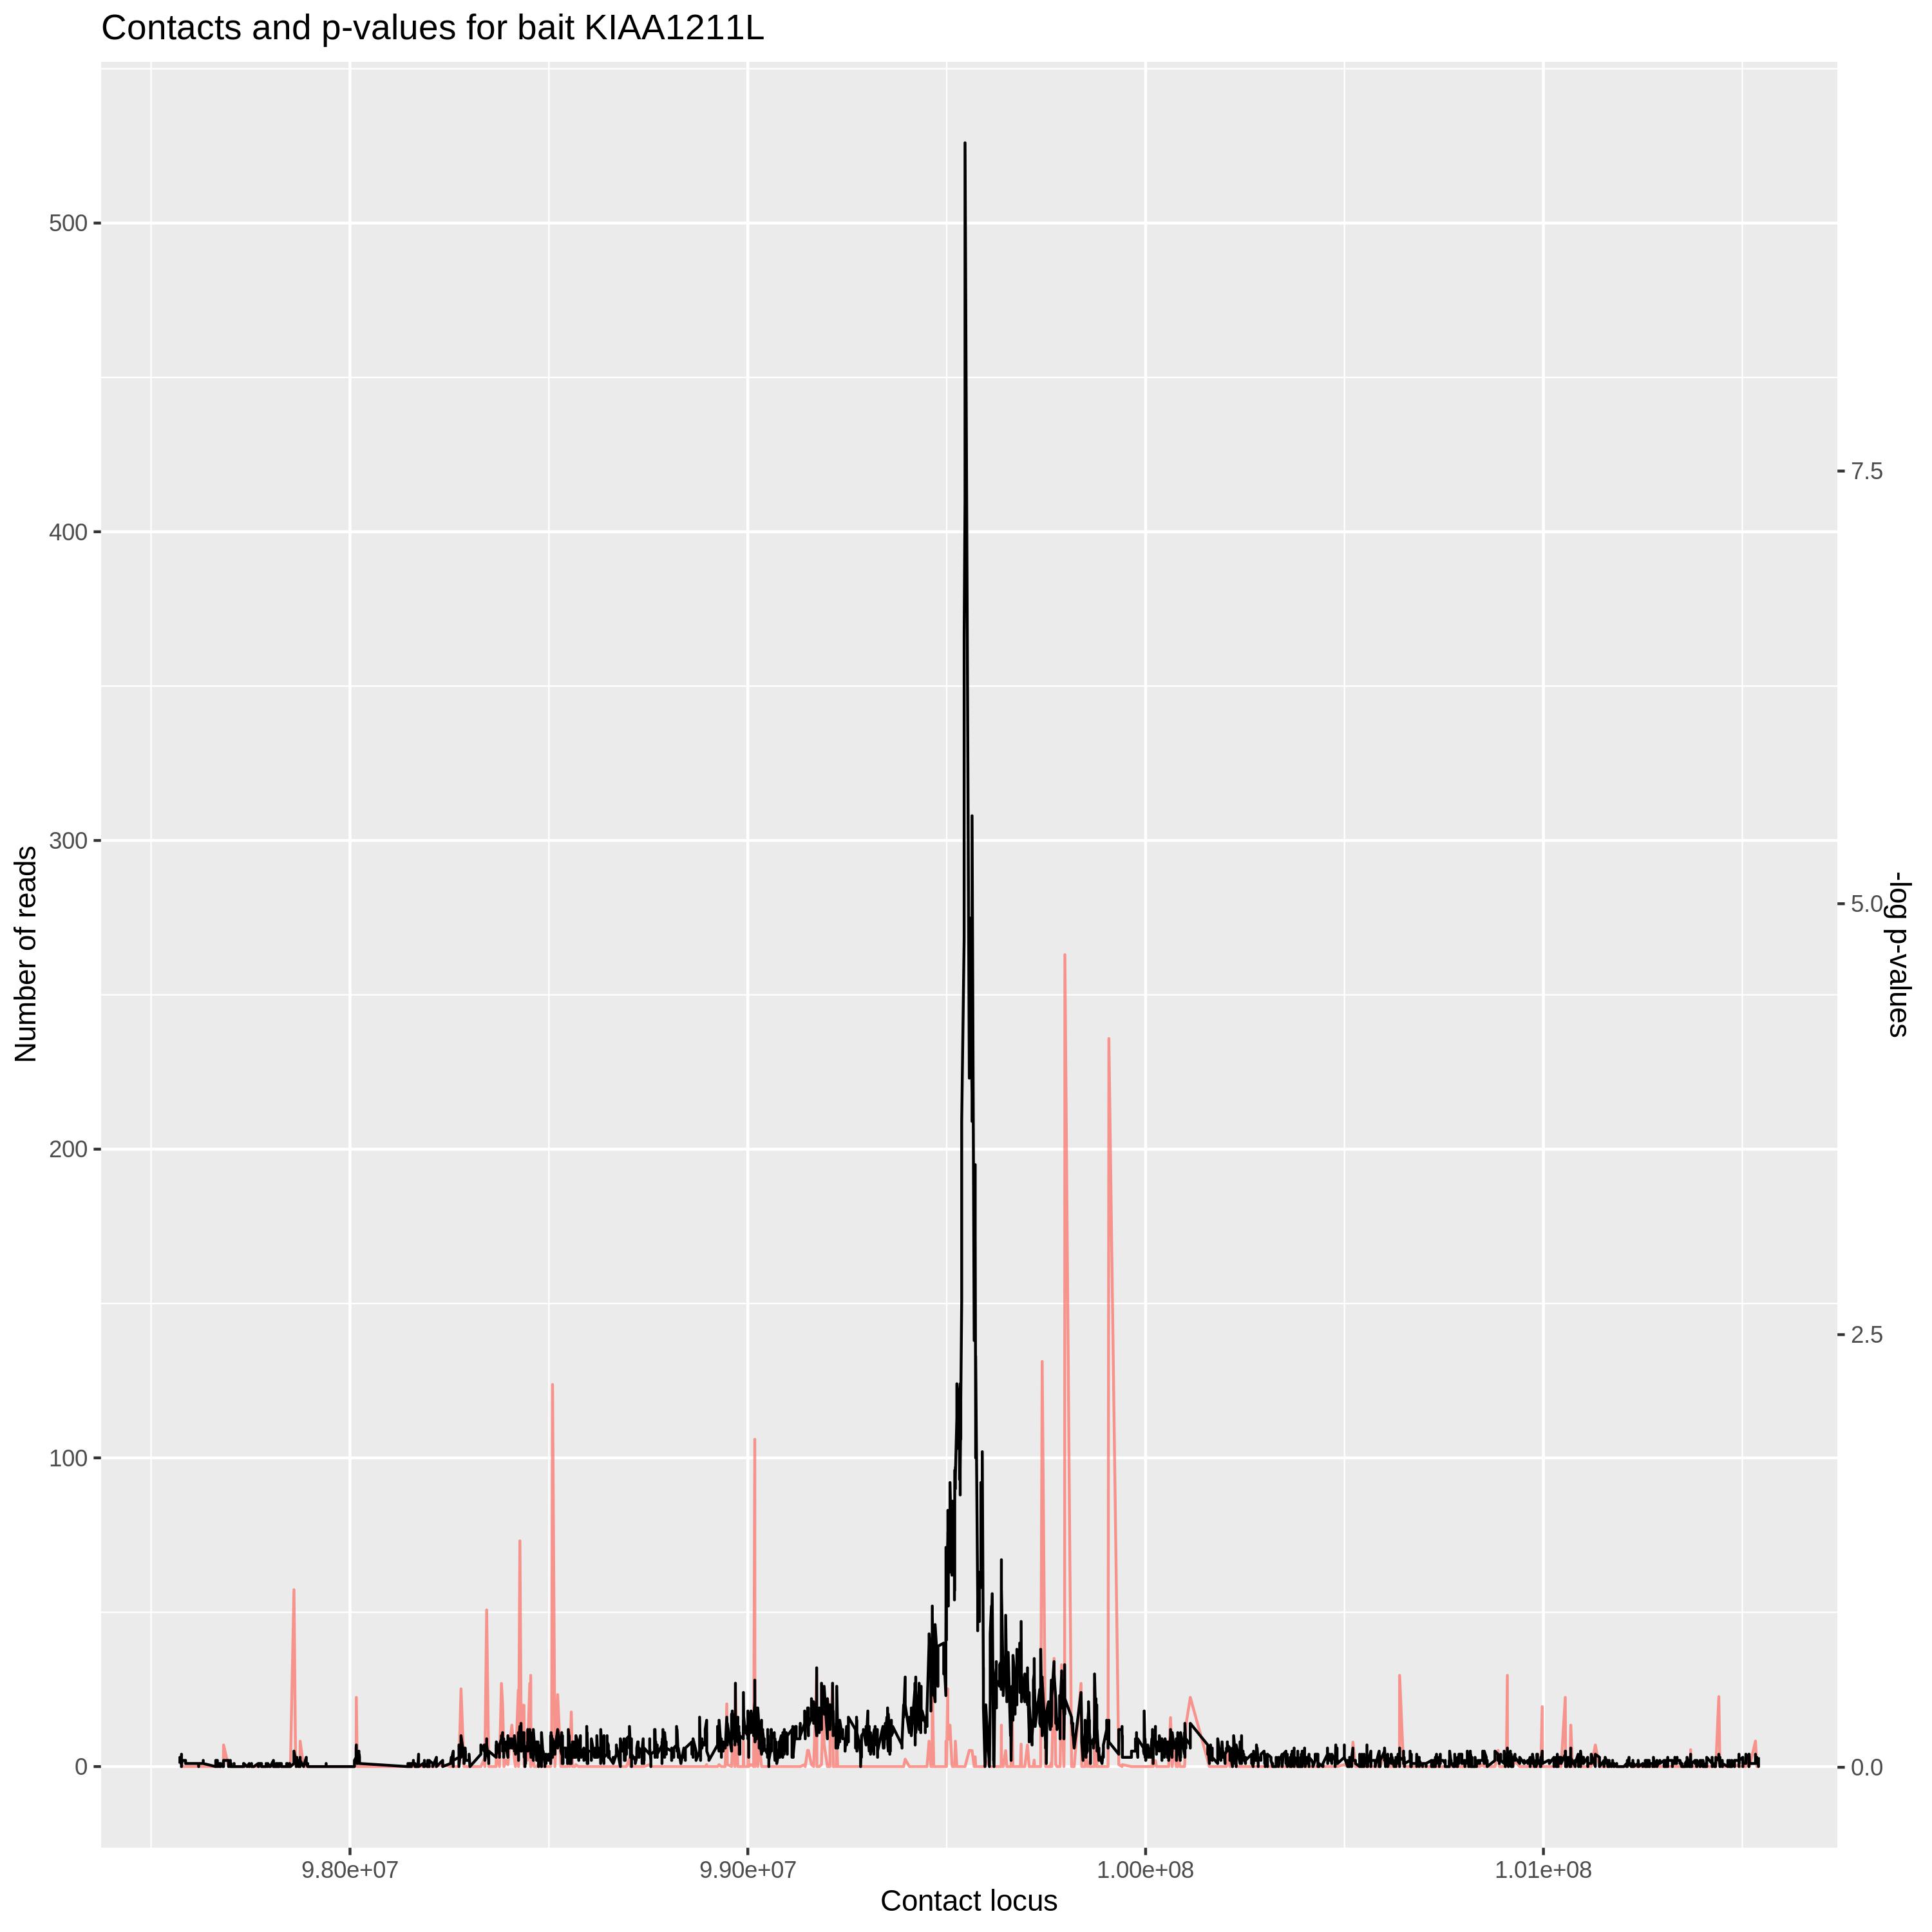 Contacts and p-values for bait KIAA1211L
500
400
300
200
100
0
Number of reads
7.5
5.0
2.5
0.0
-log p-values
9.80e+07
9.90e+07
1.00e+08
1.01e+08
Contact locus